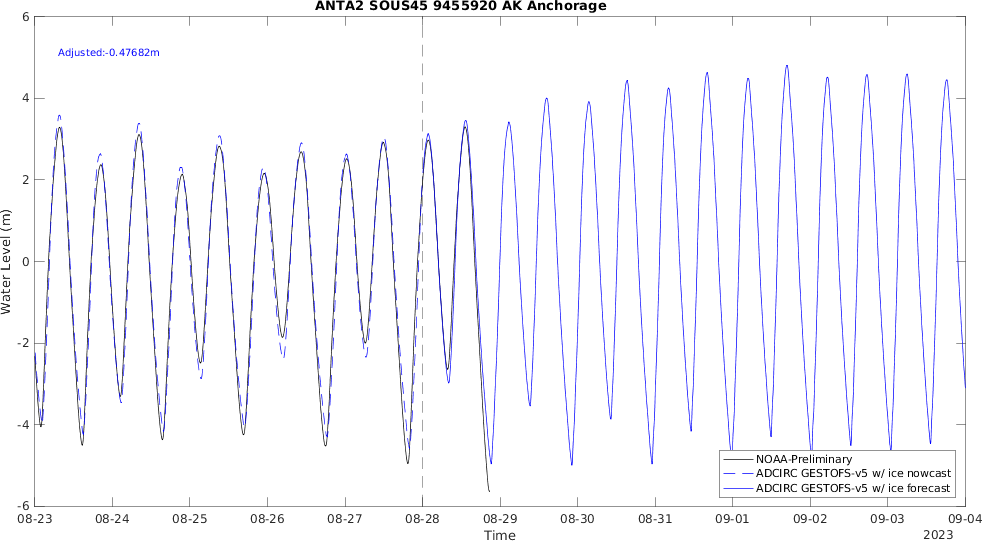 ANTA2 SOUS45 9455920 AK Anchorage
Adjusted:-0.47682m
6
4
2
0
-2
-4
-6
Water Level (m)
NOAA-Preliminary
ADCIRC GESTOFS-v5 w/ ice nowcast
ADCIRC GESTOFS-v5 w/ ice forecast
08-23 08-24 08-25 08-26 08-27 08-28 08-29 08-30 08-31 09-01 09-02 09-03 09-04
Time
2023